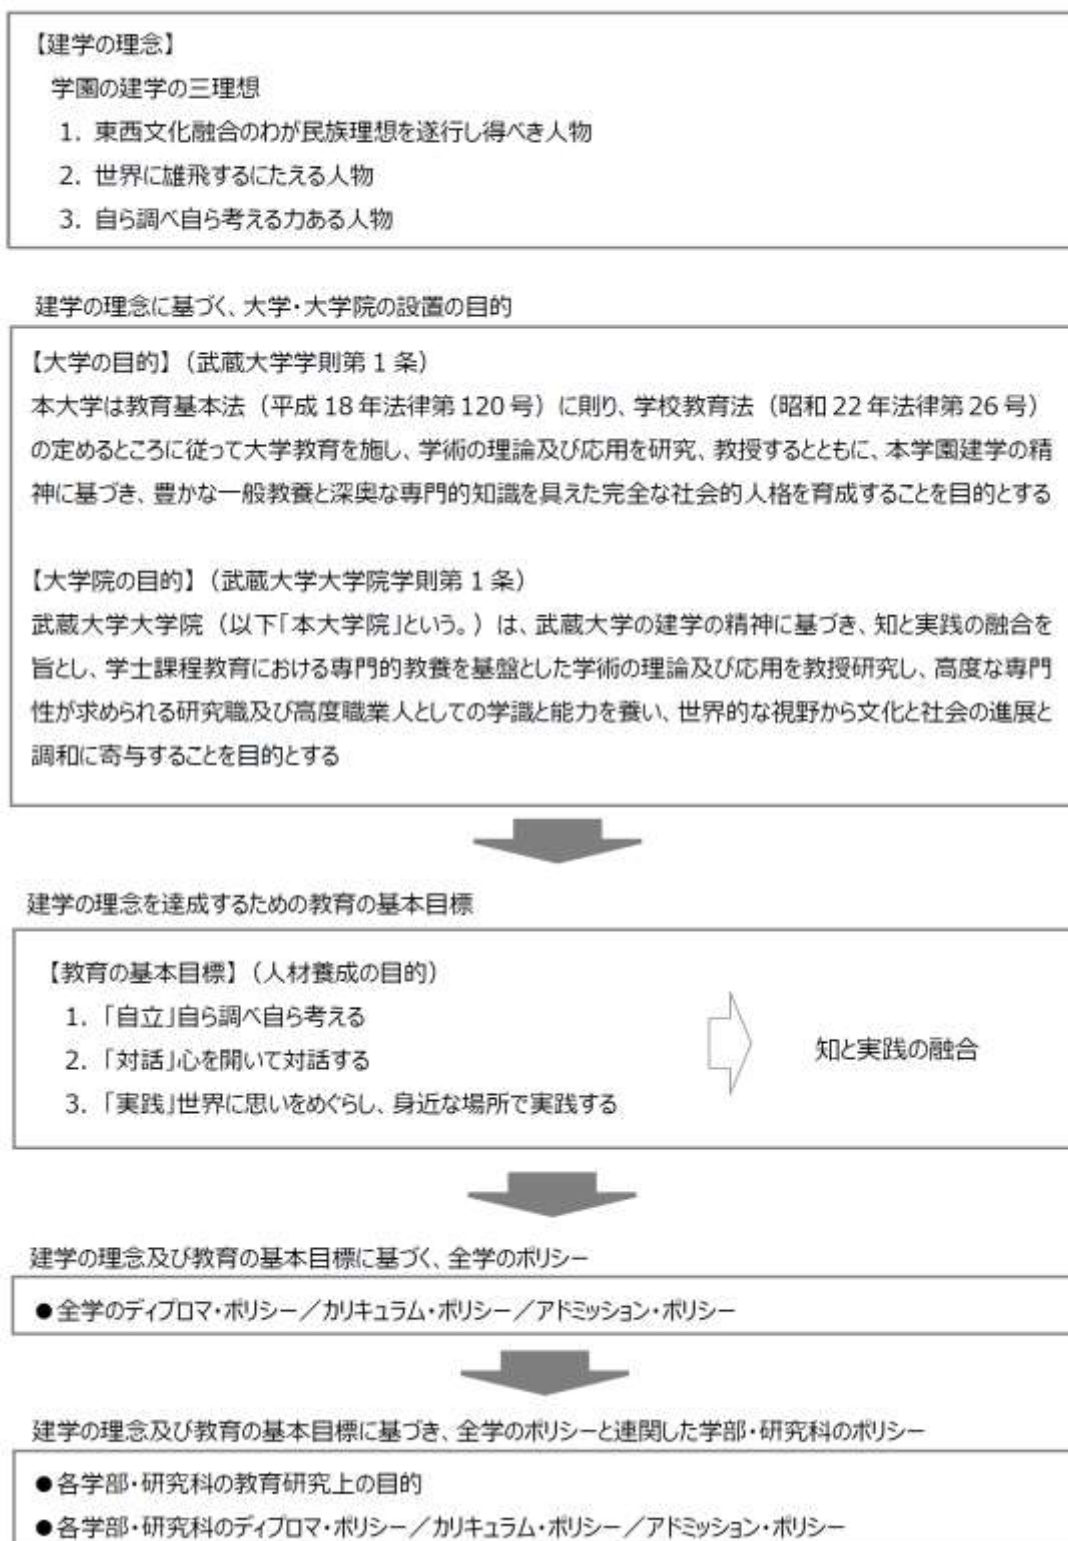 【建学の理念】
学園の建学の三理想
1. 東西文化融合のわが民族理想を遂行し得べき人物
2. 世界に雄飛するにたえる人物
3. 自ら調べ自ら考える力ある人物
建学の理念に基づく、大学・大学院の設置の目的
【大学の目的】（武蔵大学学則第 1 条）
本大学は教育基本法（平成 18 年法律第 120 号）に則り、学校教育法（昭和 22 年法律第 26 号）
の定めるところに従って大学教育を施し、学術の理論及び応用を研究、教授するとともに、本学園建学の精
神に基づき、豊かな一般教養と深奥な専門的知識を具えた完全な社会的人格を育成することを目的とする
【大学院の目的】（武蔵大学大学院学則第 1 条）
武蔵大学大学院（以下「本大学院」という。）は、武蔵大学の建学の精神に基づき、知と実践の融合を
旨とし、学士課程教育における専門的教養を基盤とした学術の理論及び応用を教授研究し、高度な専門
性が求められる研究職及び高度職業人としての学識と能力を養い、世界的な視野から文化と社会の進展と
調和に寄与することを目的とする
建学の理念を達成するための教育の基本目標
【教育の基本目標】（人材養成の目的）
1. 「自立」自ら調べ自ら考える
2. 「対話」心を開いて対話する
3. 「実践」世界に思いをめぐらし、身近な場所で実践する
知と実践の融合
建学の理念及び教育の基本目標に基づく、全学のポリシー
●全学のディプロマ・ポリシー／カリキュラム・ポリシー／アドミッション・ポリシー
建学の理念及び教育の基本目標に基づき、全学のポリシーと連関した学部・研究科のポリシー
●各学部・研究科の教育研究上の目的
●各学部・研究科のディプロマ・ポリシー／カリキュラム・ポリシー／アドミッション・ポリシー